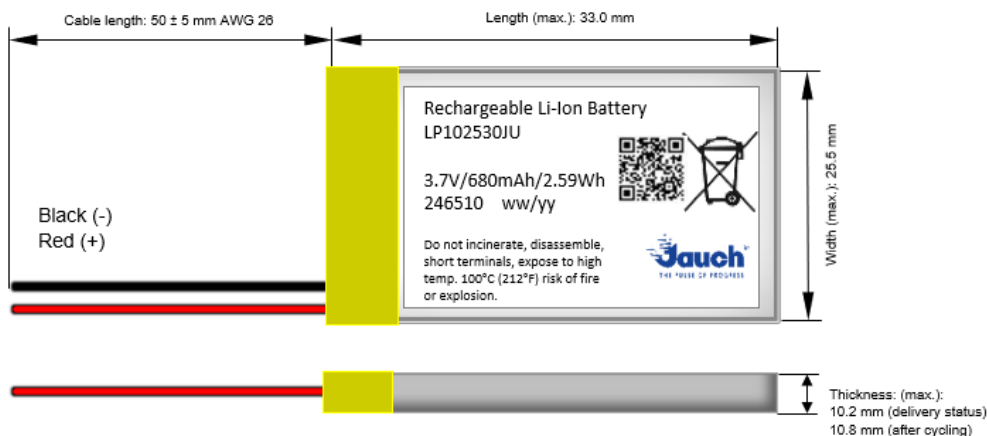 Cable length: 50 ± 5 mm AWG 26
Length (max.): 33.0 mm
Rechargeable Li-Ion Battery
LP102530JU
3.7V/680mAh/2.59Wh
246510 ww/yy
Do not incinerate, disassemble,
short terminals, expose to high
temp. 100°C (212°F) risk of fire
or explosion.
Jauch
THE PULSE OF PROGRESS
Width (max.): 25.5 mm
Black (-)
Red (+)
Thickness: (max.):
10.2 mm (delivery status)
10.8 mm (after cycling)